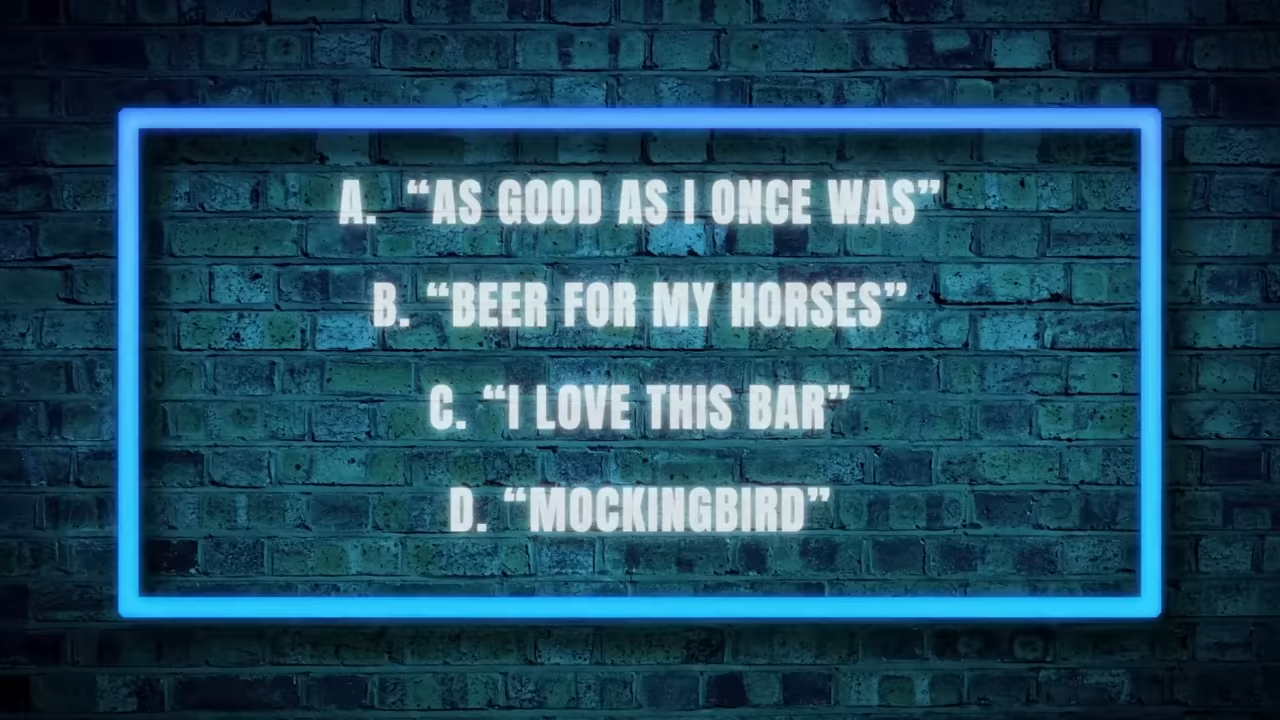 A. “AS GOOD AS I ONCE WAS”
B. “BEER FOR MY HORSES”
C. “I LOVE THIS BAR”
D. “MOCKINGBIRD”